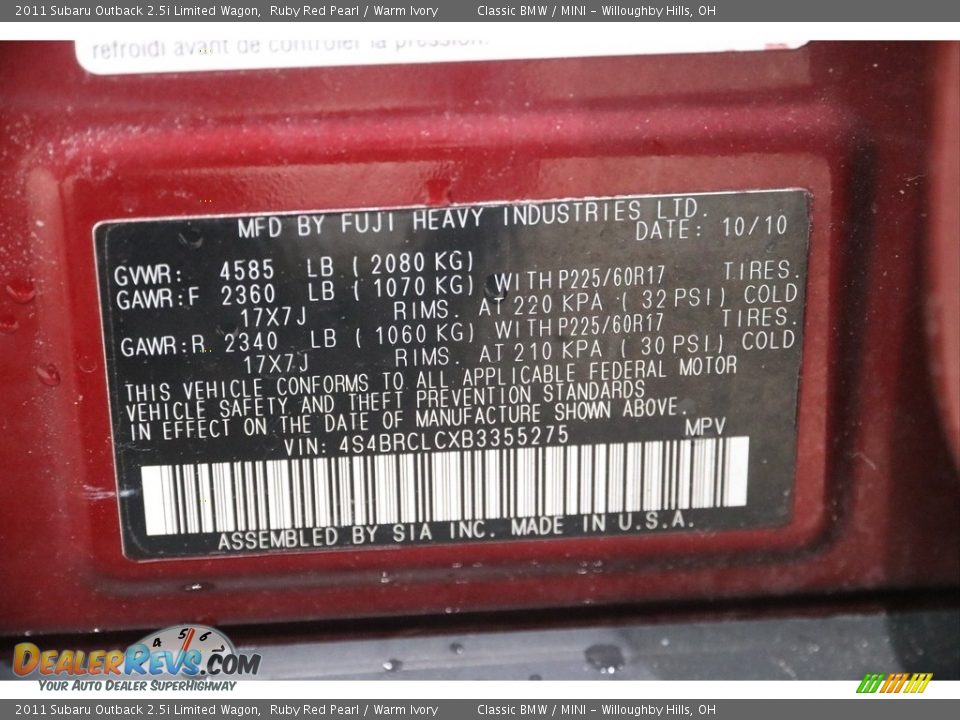 2011 Subaru Outback 2.5i Limited Wagon, Ruby Red Pearl / Warm Ivory Classic BMW / MINI - Willoughby Hills, OH
refroidi avant de contrôler la pression.
MFD BY FUJI HEAVY INDUSTRIES LTD.
DATE: 10/10
GVWR: 4585 LB (2080 KG)
GAWR:F 2360 LB (1070 KG) WITH P225/60R17 TIRES.
17X7J RIMS. AT 220 KPA (32 PSI) COLD
GAWR:R 2340 LB (1060 KG) WITH P225/60R17 TIRES.
17X7J RIMS. AT 210 KPA (30 PSI) COLD
THIS VEHICLE CONFORMS TO ALL APPLICABLE FEDERAL MOTOR
VEHICLE SAFETY AND THEFT PREVENTION STANDARDS
IN EFFECT ON THE DATE OF MANUFACTURE SHOWN ABOVE.
VIN: 4S4BRCLCXB3355275 MPV
ASSEMBLED BY SIA INC. MADE IN U.S.A.
4 5 6
DEALERREVS.COM
YOUR AUTO DEALER SUPERHIGHWAY
2011 Subaru Outback 2.5i Limited Wagon, Ruby Red Pearl / Warm Ivory Classic BMW / MINI - Willoughby Hills, OH